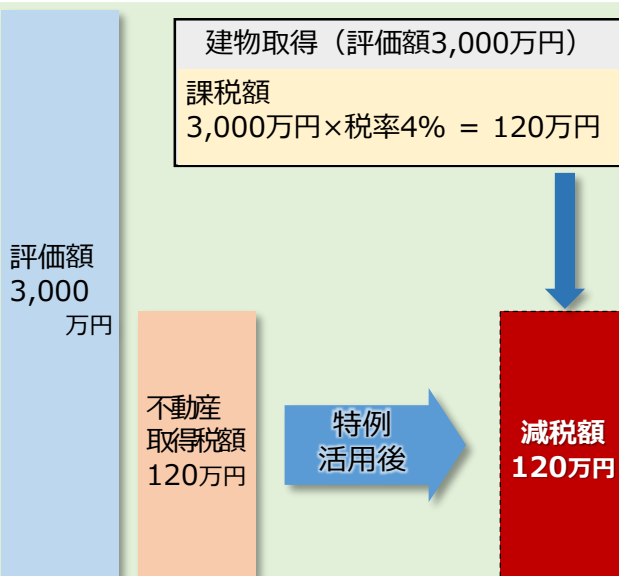 建物取得（評価額3,000万円）
課税額
3,000万円×税率4% = 120万円
評価額
3,000
万円
不動産
取得税額
120万円
特例
活用後
減税額
120万円